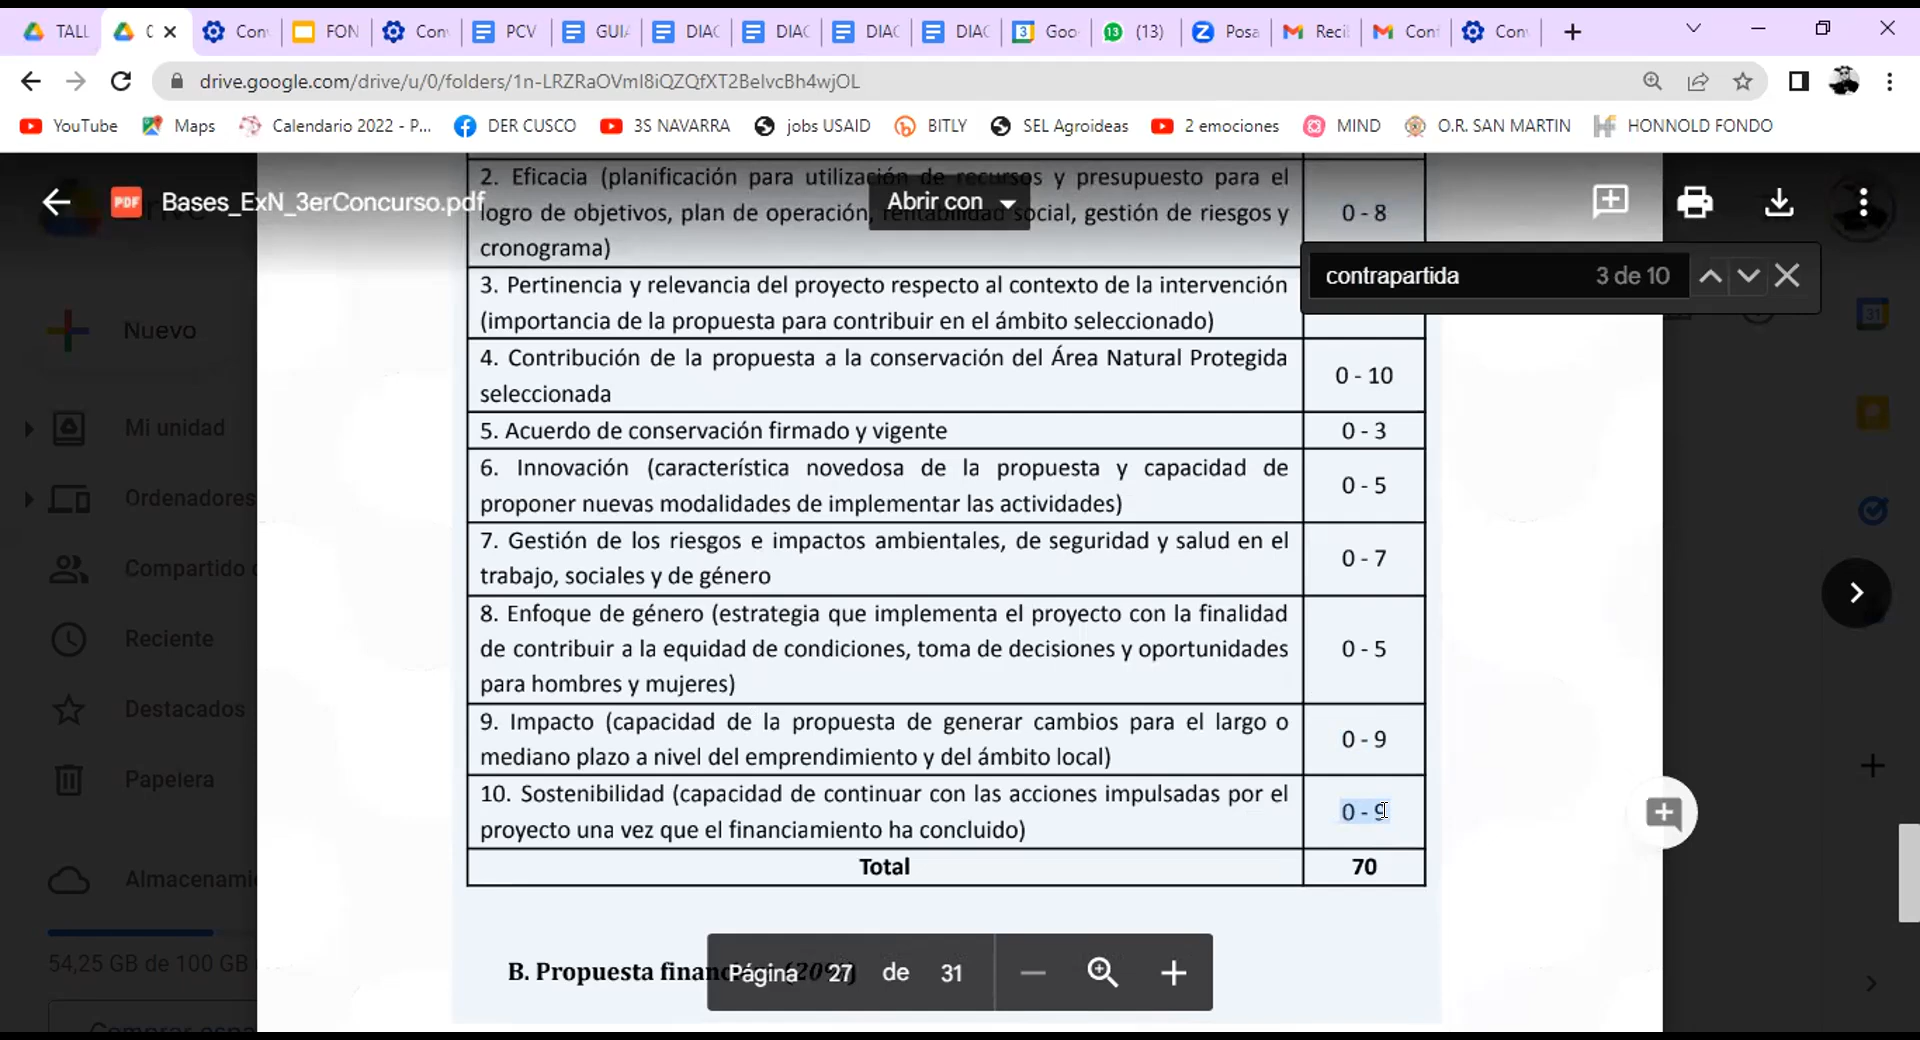 TALL
C
Con
FON
Con
PCV
GUI
DIAC
DIAC
DIAC
DIAC
3
Goo
13
(13)
Z
Posa
Reci
Conf
Con
drive.google.com/drive/u/0/folders/1n-LRZRaOVmI8iQZQfXT2BeIvcBh4wjOL
YouTube
Maps
Calendario 2022 - P...
DER CUSCO
3S NAVARRA
jobs USAID
BITLY
SEL Agroideas
2 emociones
MIND
O.R. SAN MARTIN
HONNOLD FONDO
PDF
Bases_ExN_3erConcurso.pdf
Abrir con
contrapartida
3 de 10
Nuevo
Mi unidad
Ordenadores
Compartido
Reciente
Destacados
Papelera
Almacenami
54,25 GB de 100 GB
Comprar espa
31
2. Eficacia (planificación para utilización de recursos y presupuesto para el
logro de objetivos, plan de operación, rentabilidad social, gestión de riesgos y
cronograma)
0 - 8
3. Pertinencia y relevancia del proyecto respecto al contexto de la intervención
(importancia de la propuesta para contribuir en el ámbito seleccionado)
4. Contribución de la propuesta a la conservación del Área Natural Protegida
seleccionada
0 - 10
5. Acuerdo de conservación firmado y vigente
0 - 3
6. Innovación (característica novedosa de la propuesta y capacidad de
proponer nuevas modalidades de implementar las actividades)
0 - 5
7. Gestión de los riesgos e impactos ambientales, de seguridad y salud en el
trabajo, sociales y de género
0 - 7
8. Enfoque de género (estrategia que implementa el proyecto con la finalidad
de contribuir a la equidad de condiciones, toma de decisiones y oportunidades
para hombres y mujeres)
0 - 5
9. Impacto (capacidad de la propuesta de generar cambios para el largo o
mediano plazo a nivel del emprendimiento y del ámbito local)
0 - 9
10. Sostenibilidad (capacidad de continuar con las acciones impulsadas por el
proyecto una vez que el financiamiento ha concluido)
0 - 9
Total
70
B. Propuesta finan
Página 27 de 31